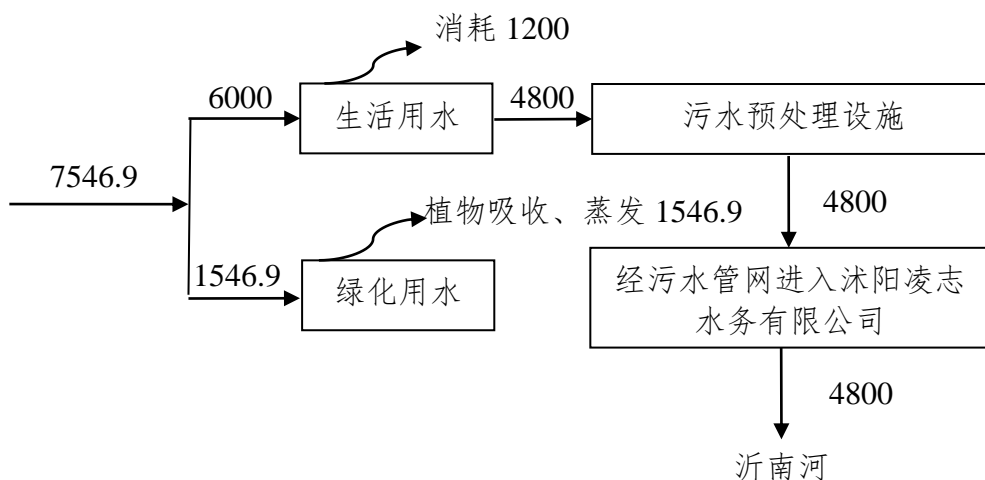 消耗 1200
6000
生活用水
4800
污水预处理设施
7546.9
植物吸收、蒸发 1546.9
4800
1546.9
绿化用水
经污水管网进入沭阳凌志
水务有限公司
4800
沂南河